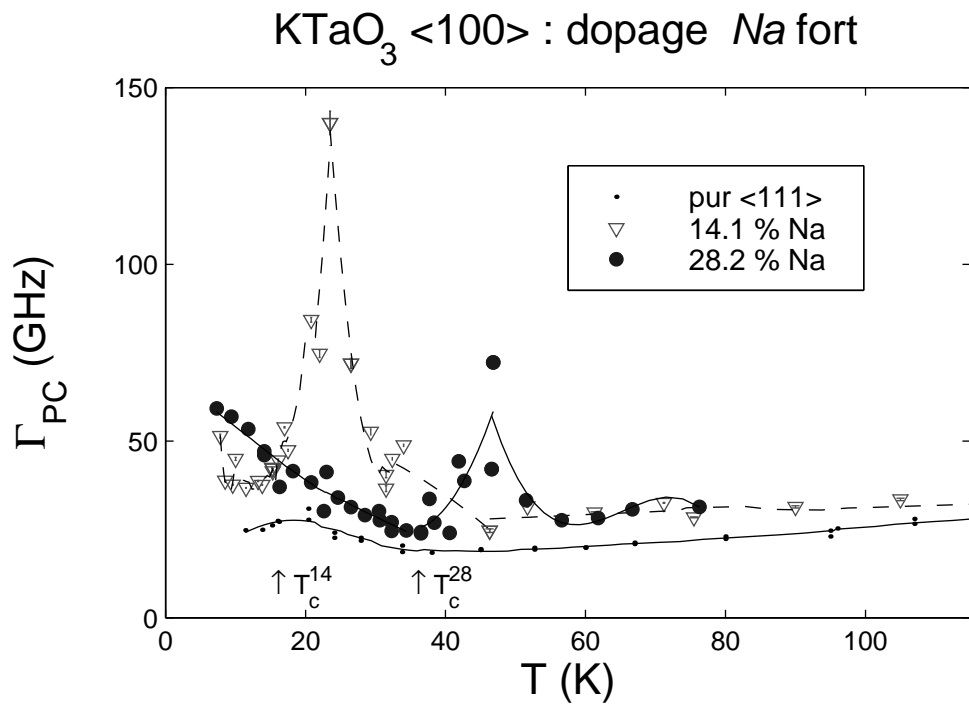 KTaO3 <100> : dopage Na fort
150
100
50
0
ΓPC (GHz)
pur <111>
14.1 % Na
28.2 % Na
↑ Tc14
↑ Tc28
0 20 40 60 80 100
T (K)